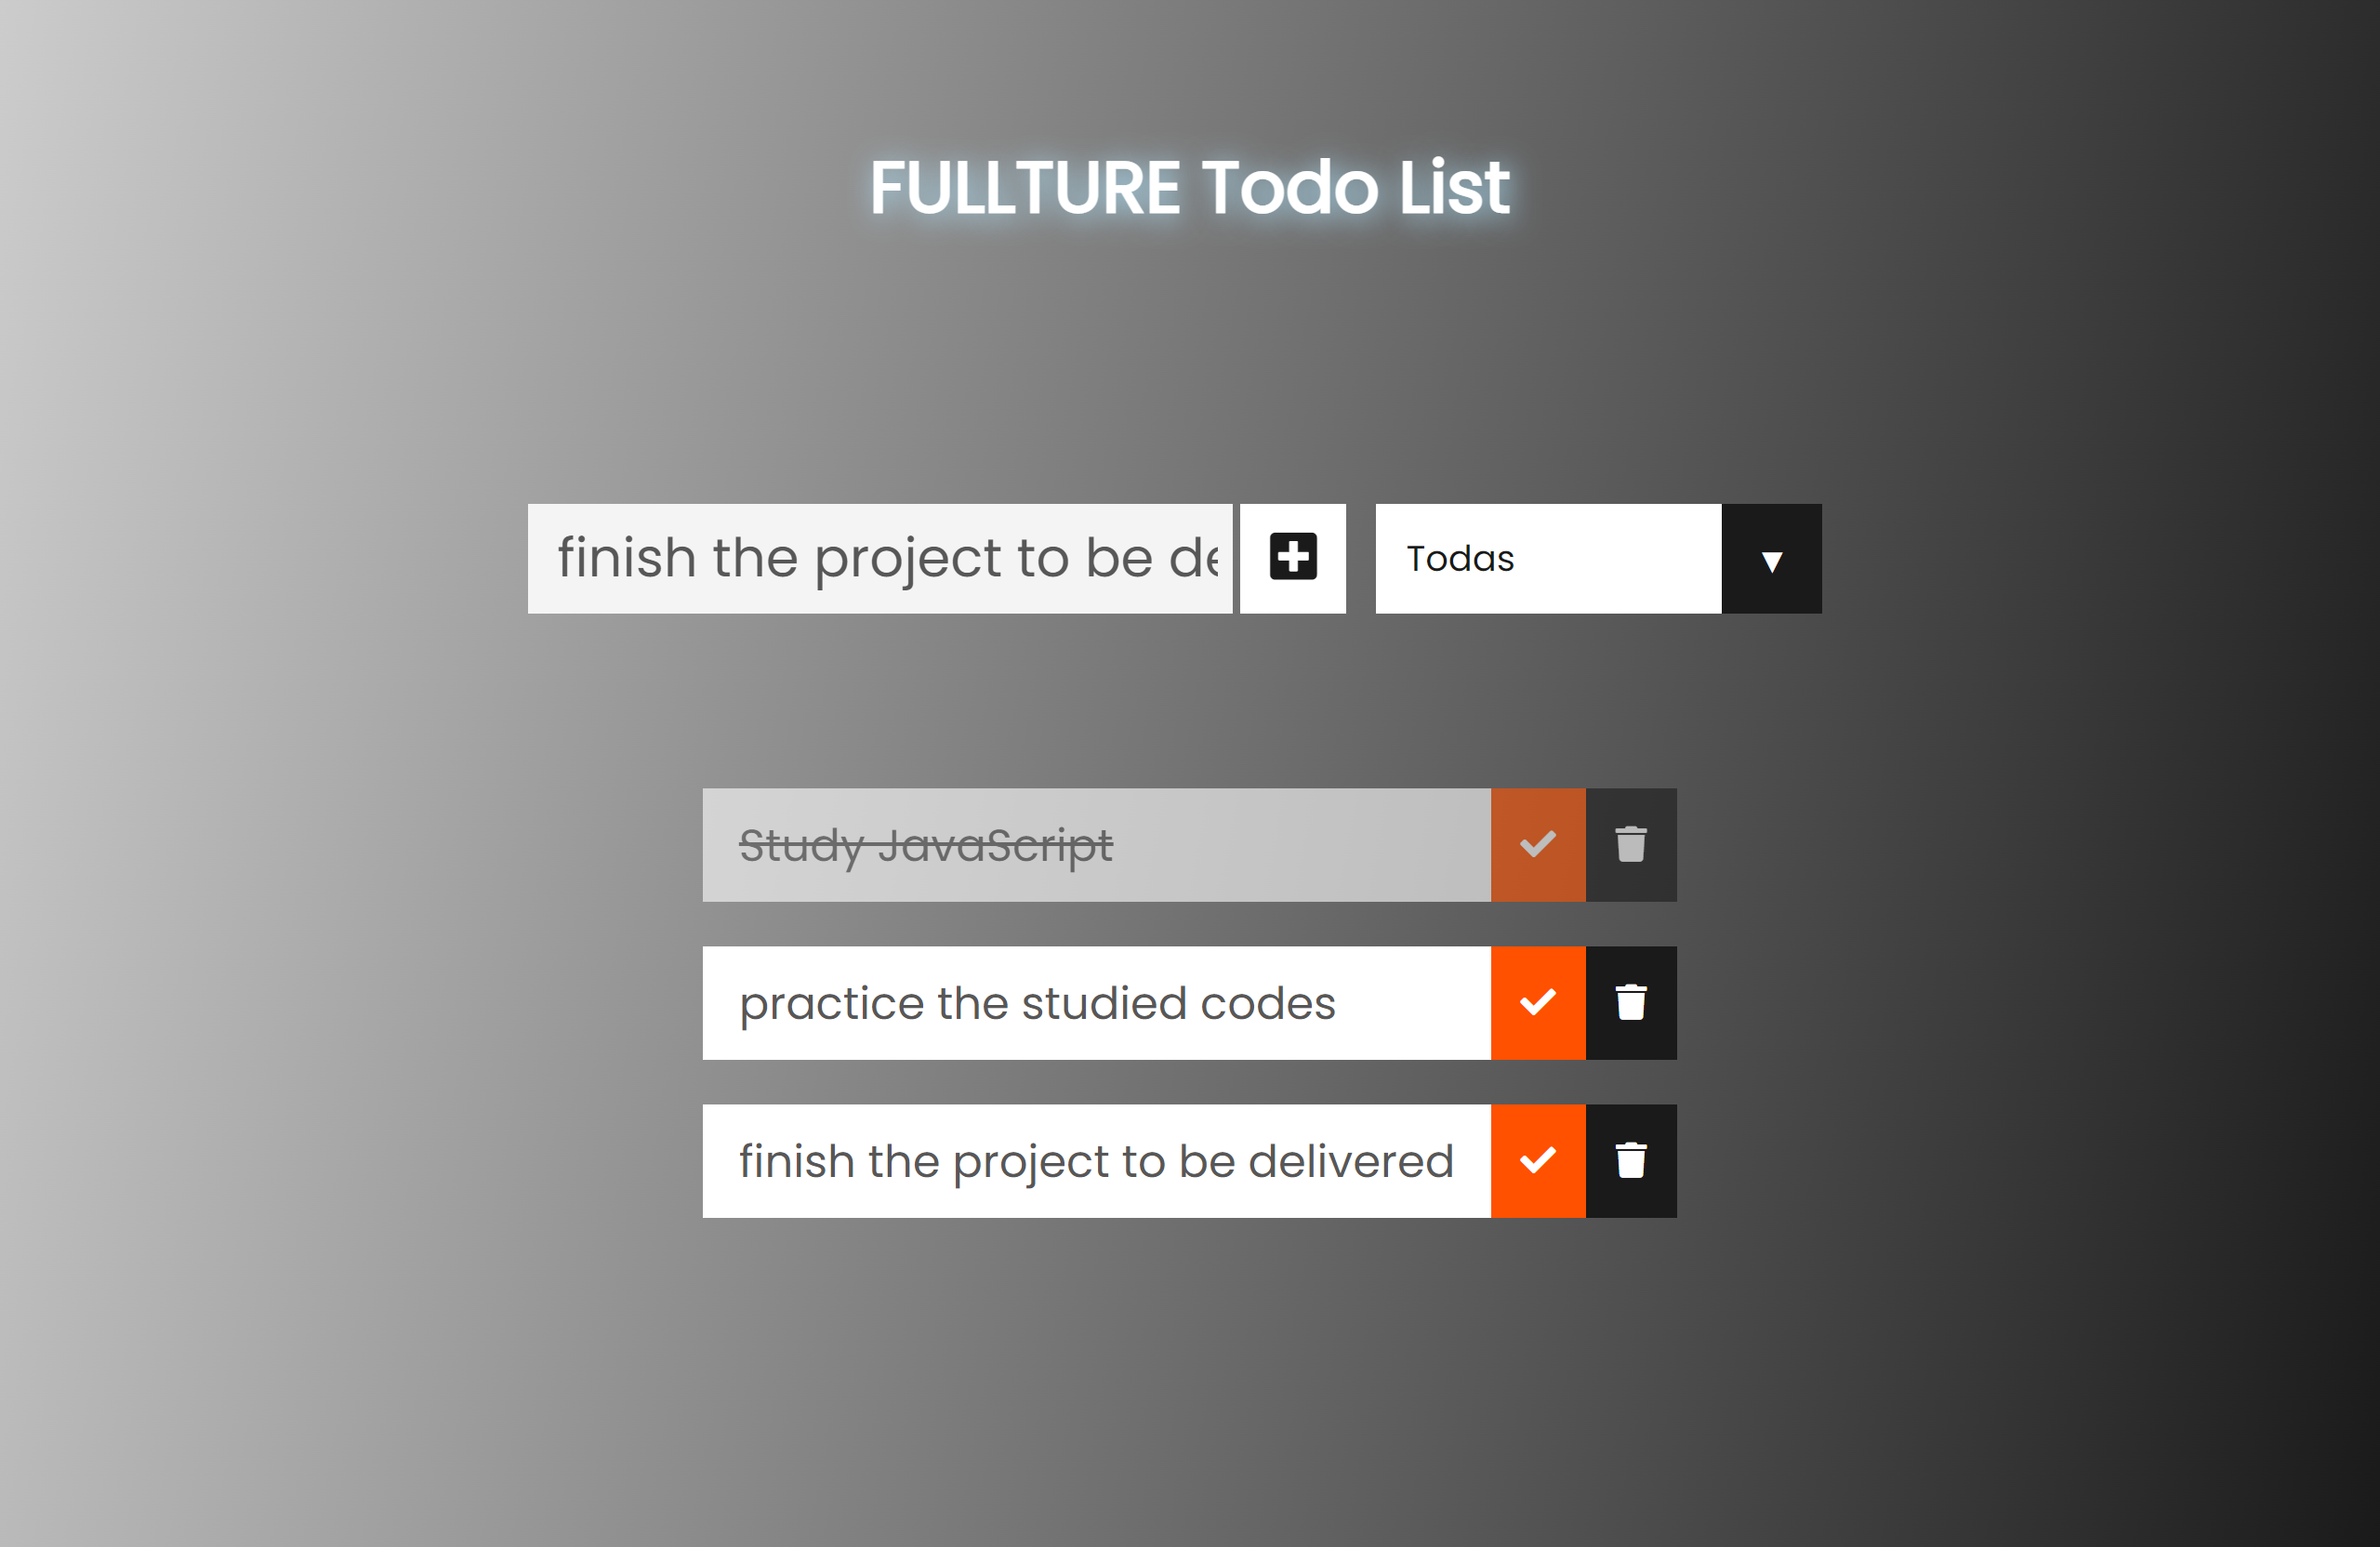 FULLTURE Todo List
finish the project to be de
Todas
Study JavaScript
practice the studied codes
finish the project to be delivered